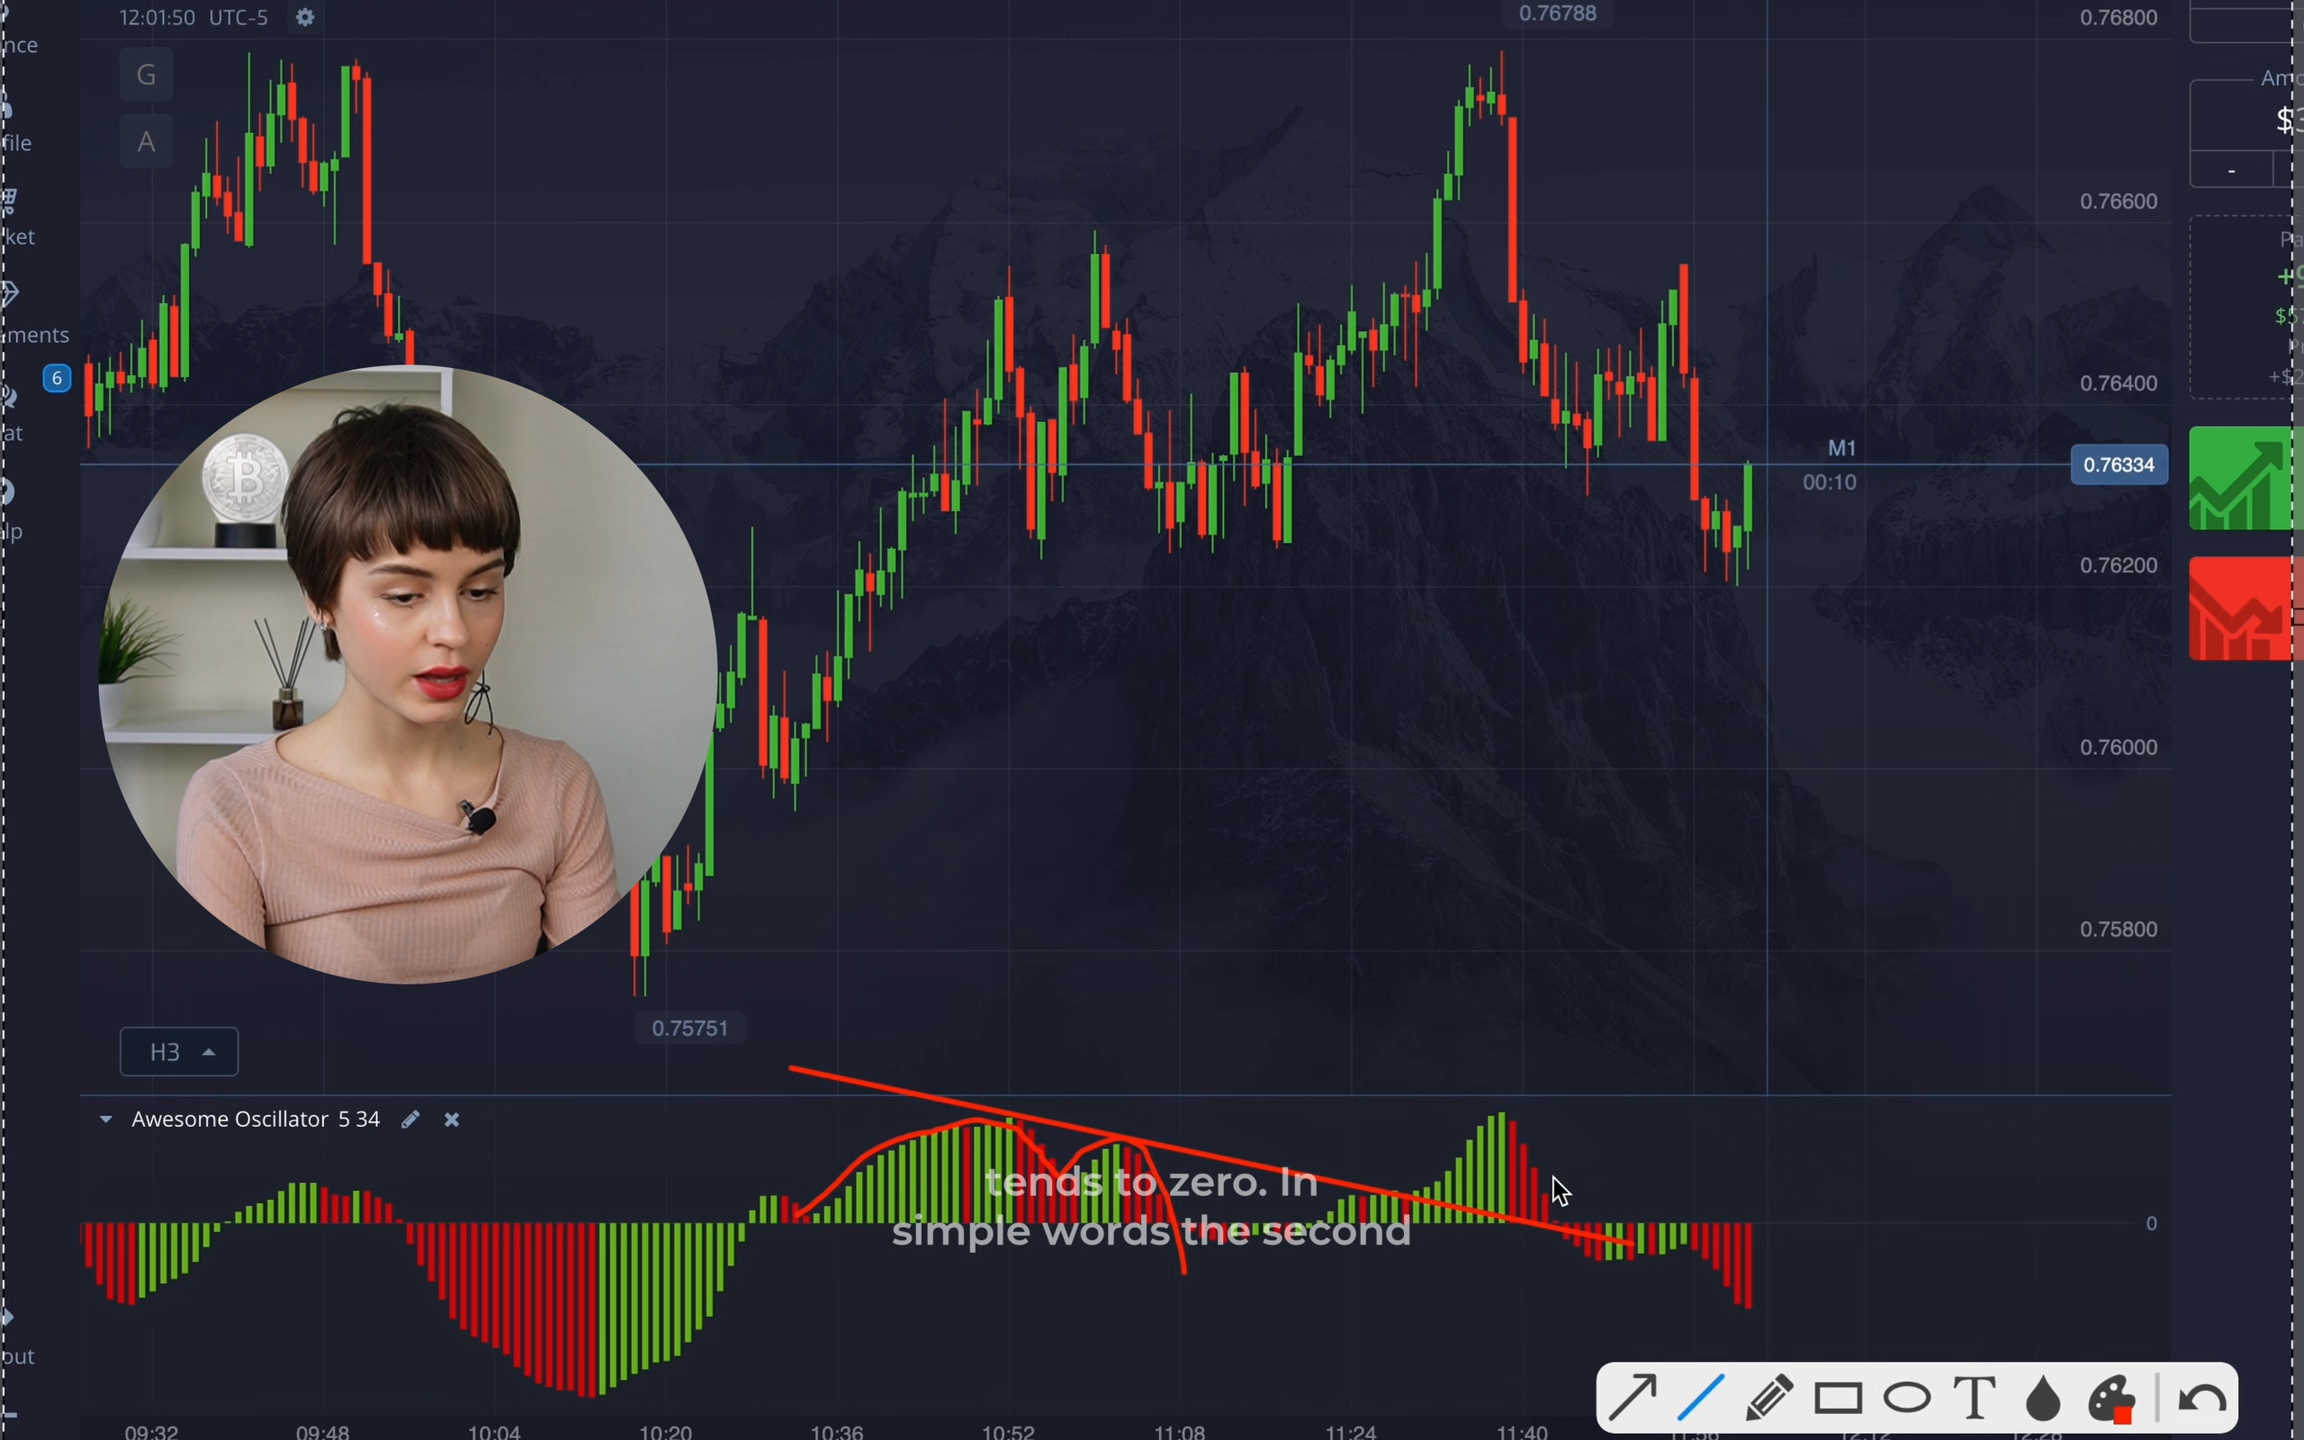 12:01:50 UTC-5
0.76788
0.76800
nce
G
Amo
file
A
-
0.76600
ket
ments
6
0.76400
at
M1
0.76334
00:10
lp
0.76200
0.76000
0.75800
0.75751
H3
Awesome Oscillator 5 34
tends to zero. In
simple words the second
0
out
T
09:32 09:48 10:04 10:20 10:36 10:52 11:08 11:24 11:40